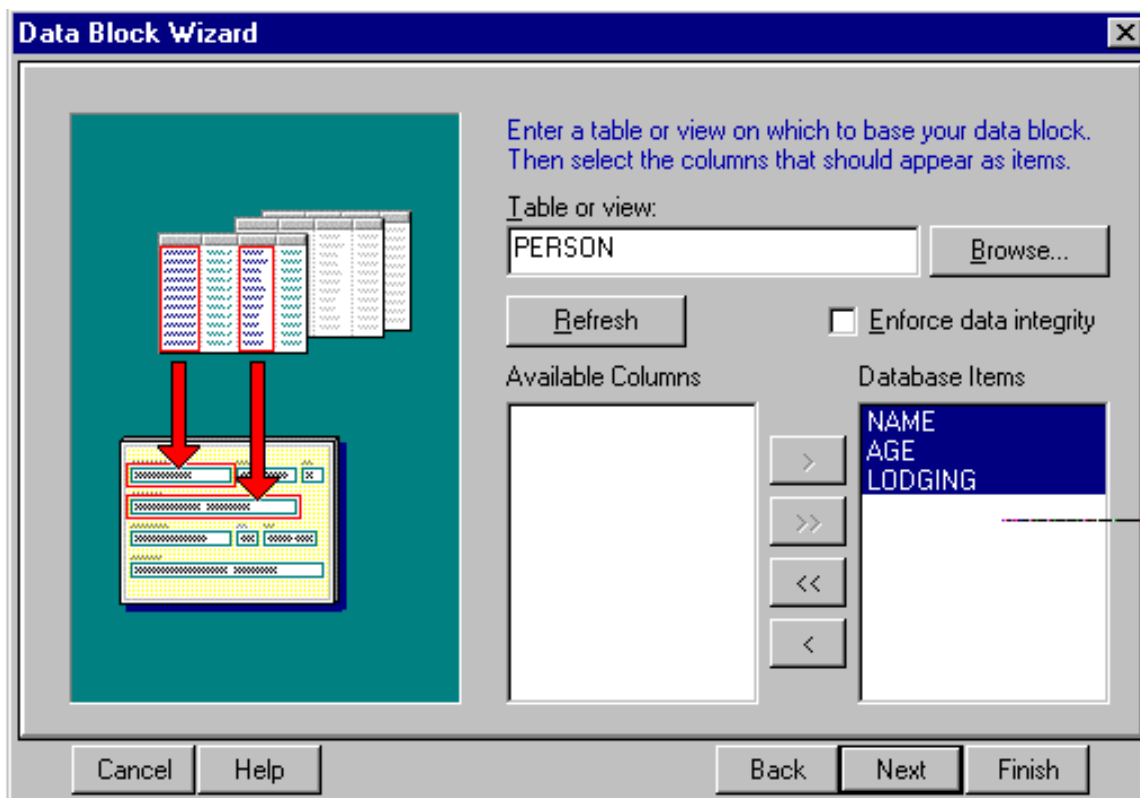 Data Block Wizard
Enter a table or view on which to base your data block.
Then select the columns that should appear as items.
Table or view:
PERSON
Browse...
Refresh
Enforce data integrity
Available Columns
Database Items
NAME
AGE
LODGING
>
>>
<<
<
Cancel
Help
Back
Next
Finish